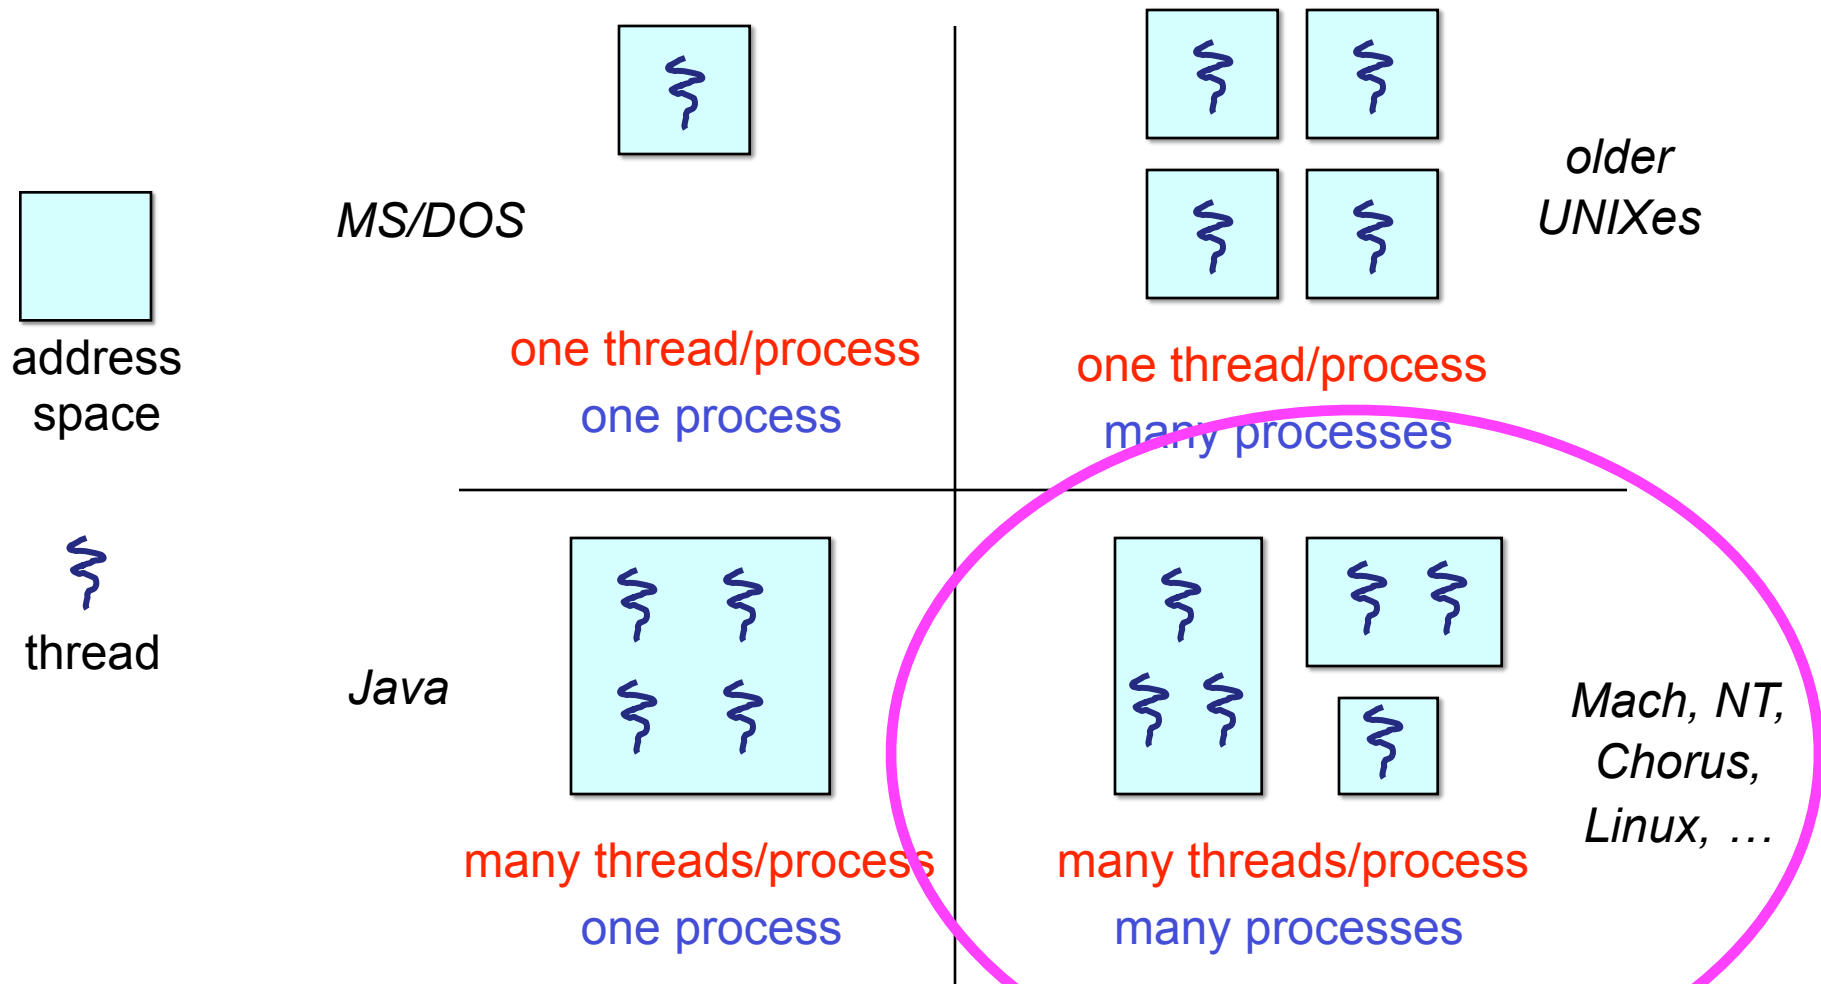 older
UNIXes
MS/DOS
address
space
one thread/process
one process
one thread/process
many processes
thread
Java
Mach, NT,
Chorus,
Linux, …
many threads/process
one process
many threads/process
many processes